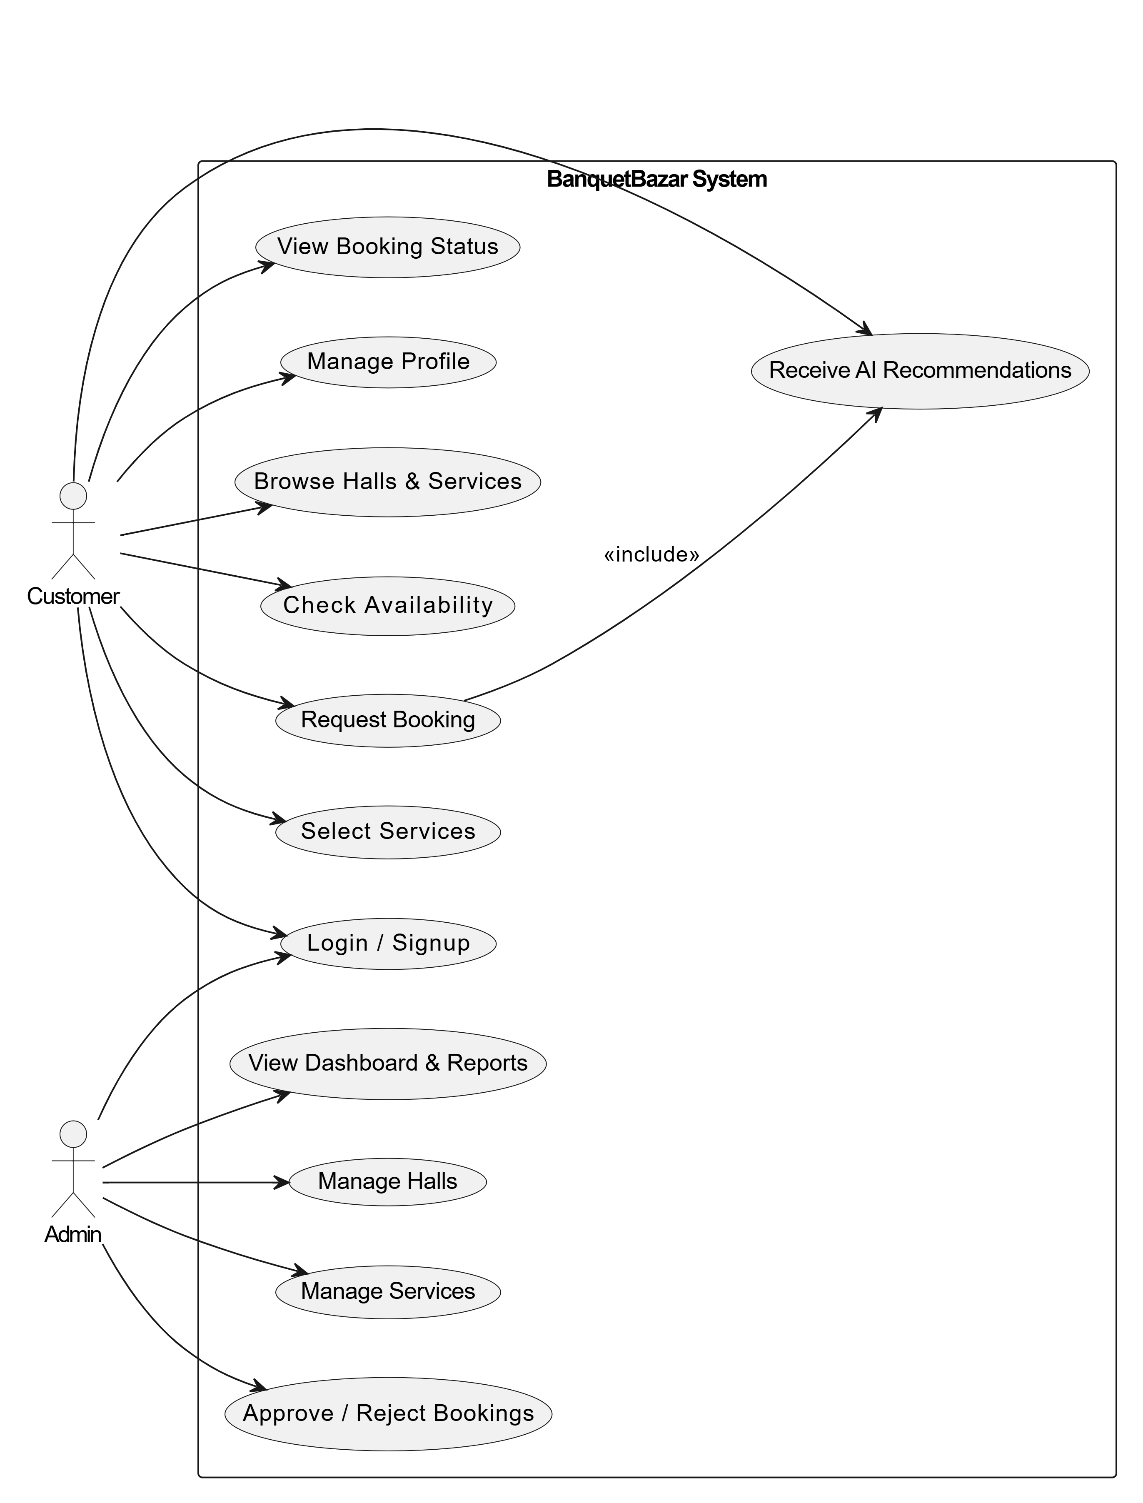 BanquetBazar System
View Booking Status
Manage Profile
Receive AI Recommendations
Browse Halls & Services
«include»
Customer
Check Availability
Request Booking
Select Services
Login / Signup
View Dashboard & Reports
Manage Halls
Admin
Manage Services
Approve / Reject Bookings